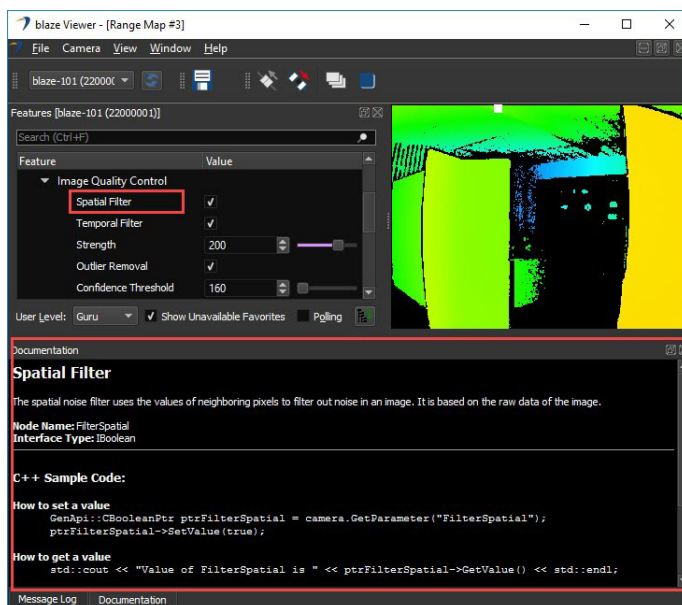 blaze Viewer - [Range Map #3]
File Camera View Window Help
blaze-101 (22000(
Features [blaze-101 (22000001)]
Search (Ctrl+F)
Feature Value
Image Quality Control
Spatial Filter
Temporal Filter
Strength 200
Outlier Removal
Confidence Threshold 160
User Level: Guru Show Unavailable Favorites Polling
Documentation
Spatial Filter
The spatial noise filter uses the values of neighboring pixels to filter out noise in an image. It is based on the raw data of the image.
Node Name: FilterSpatial
Interface Type: IBoolean
C++ Sample Code:
How to set a value
GenApi::CBooleanPtr ptrFilterSpatial = camera.GetParameter("FilterSpatial");
ptrFilterSpatial->SetValue(true);
How to get a value
std::cout << "Value of FilterSpatial is " << ptrFilterSpatial->GetValue() << std::endl;
Message Log Documentation